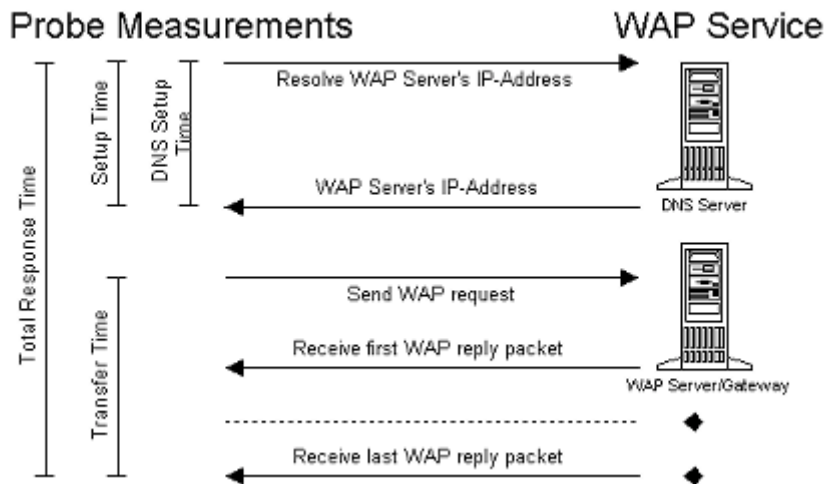 Probe Measurements
WAP Service
Total Response Time
Setup Time
DNS Setup
Time
Resolve WAP Server's IP-Address
WAP Server's IP-Address
DNS Server
Transfer Time
Send WAP request
Receive first WAP reply packet
WAP Server/Gateway
Receive last WAP reply packet